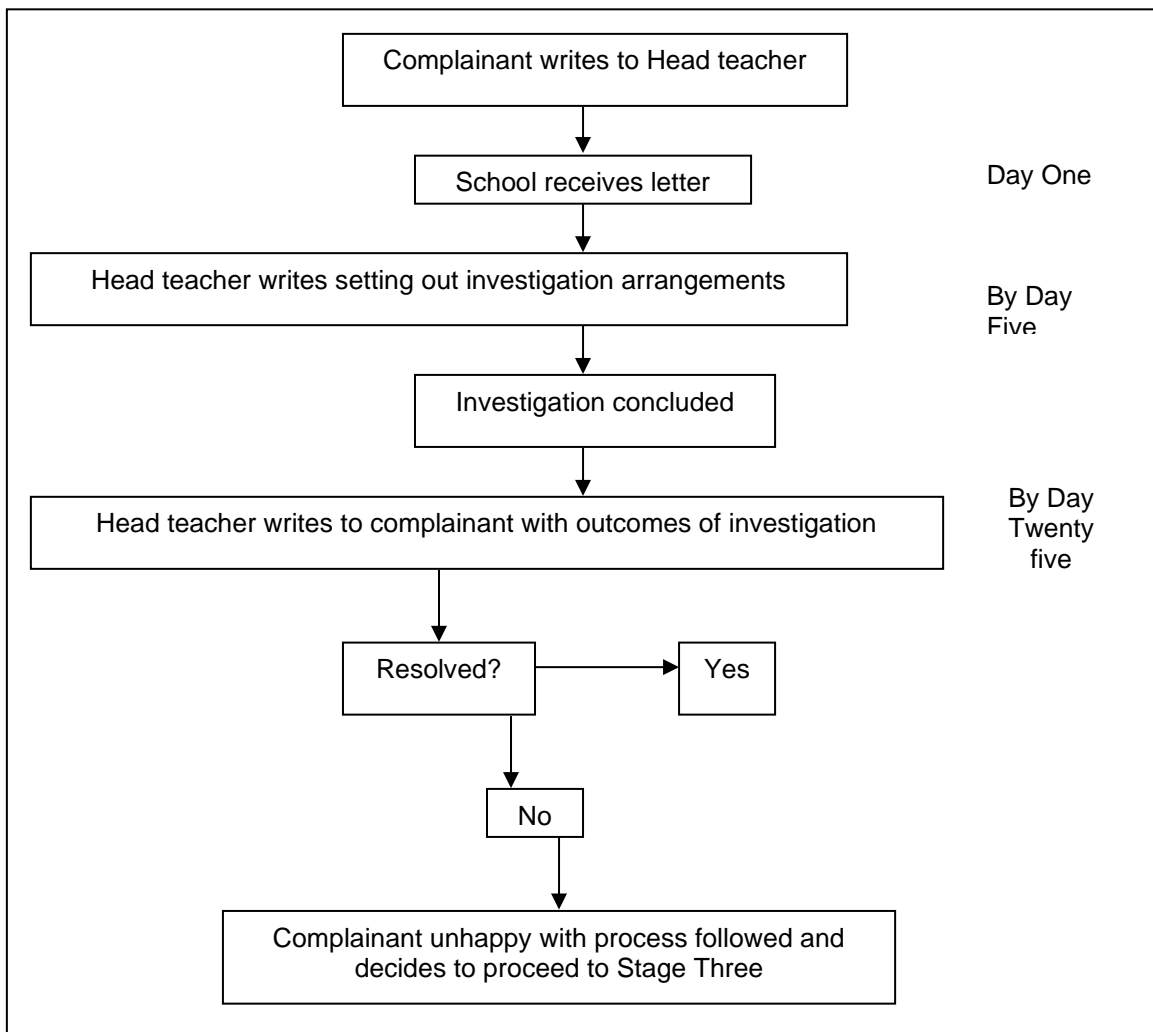 Complainant writes to Head teacher
School receives letter
Day One
Head teacher writes setting out investigation arrangements
By Day
Five
Investigation concluded
Head teacher writes to complainant with outcomes of investigation
By Day
Twenty
five
Resolved?
Yes
No
Complainant unhappy with process followed and
decides to proceed to Stage Three